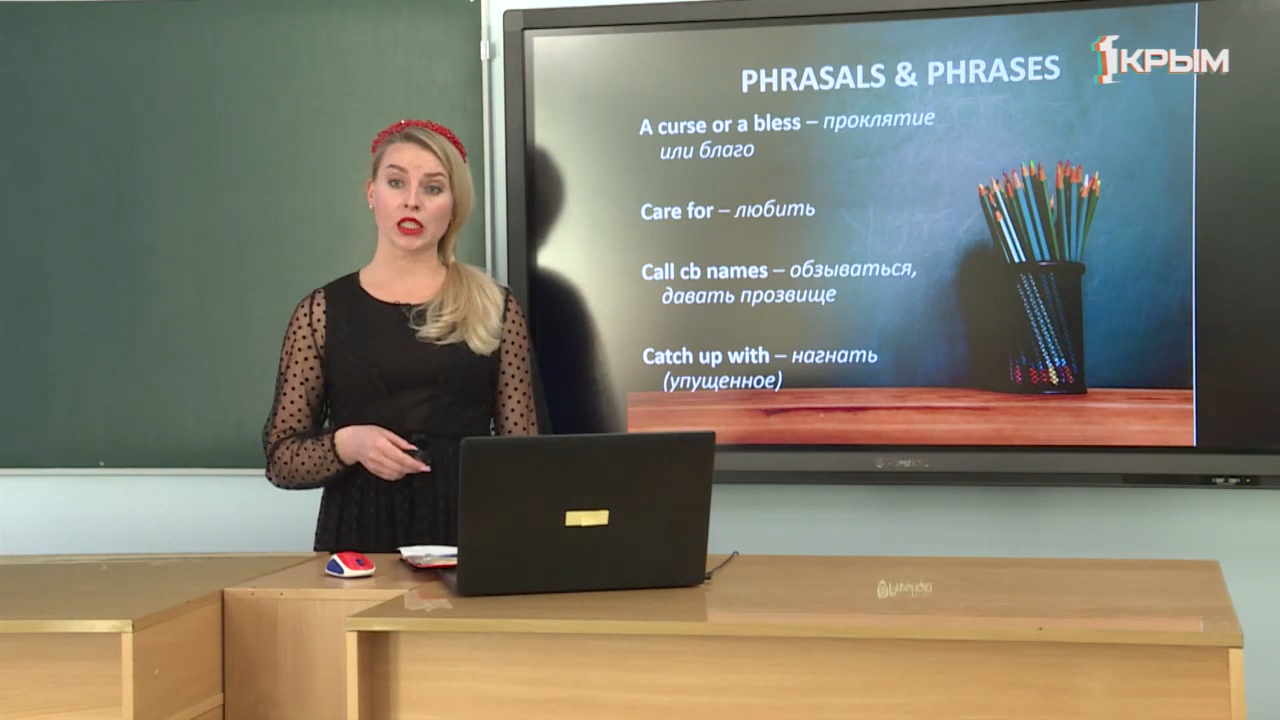 1КРЫМ
PHRASALS & PHRASES
A curse or a bless – проклятие
или благо
Care for – любить
Call cb names – обзываться,
давать прозвище
Catch up with – нагнать
(упущенное)